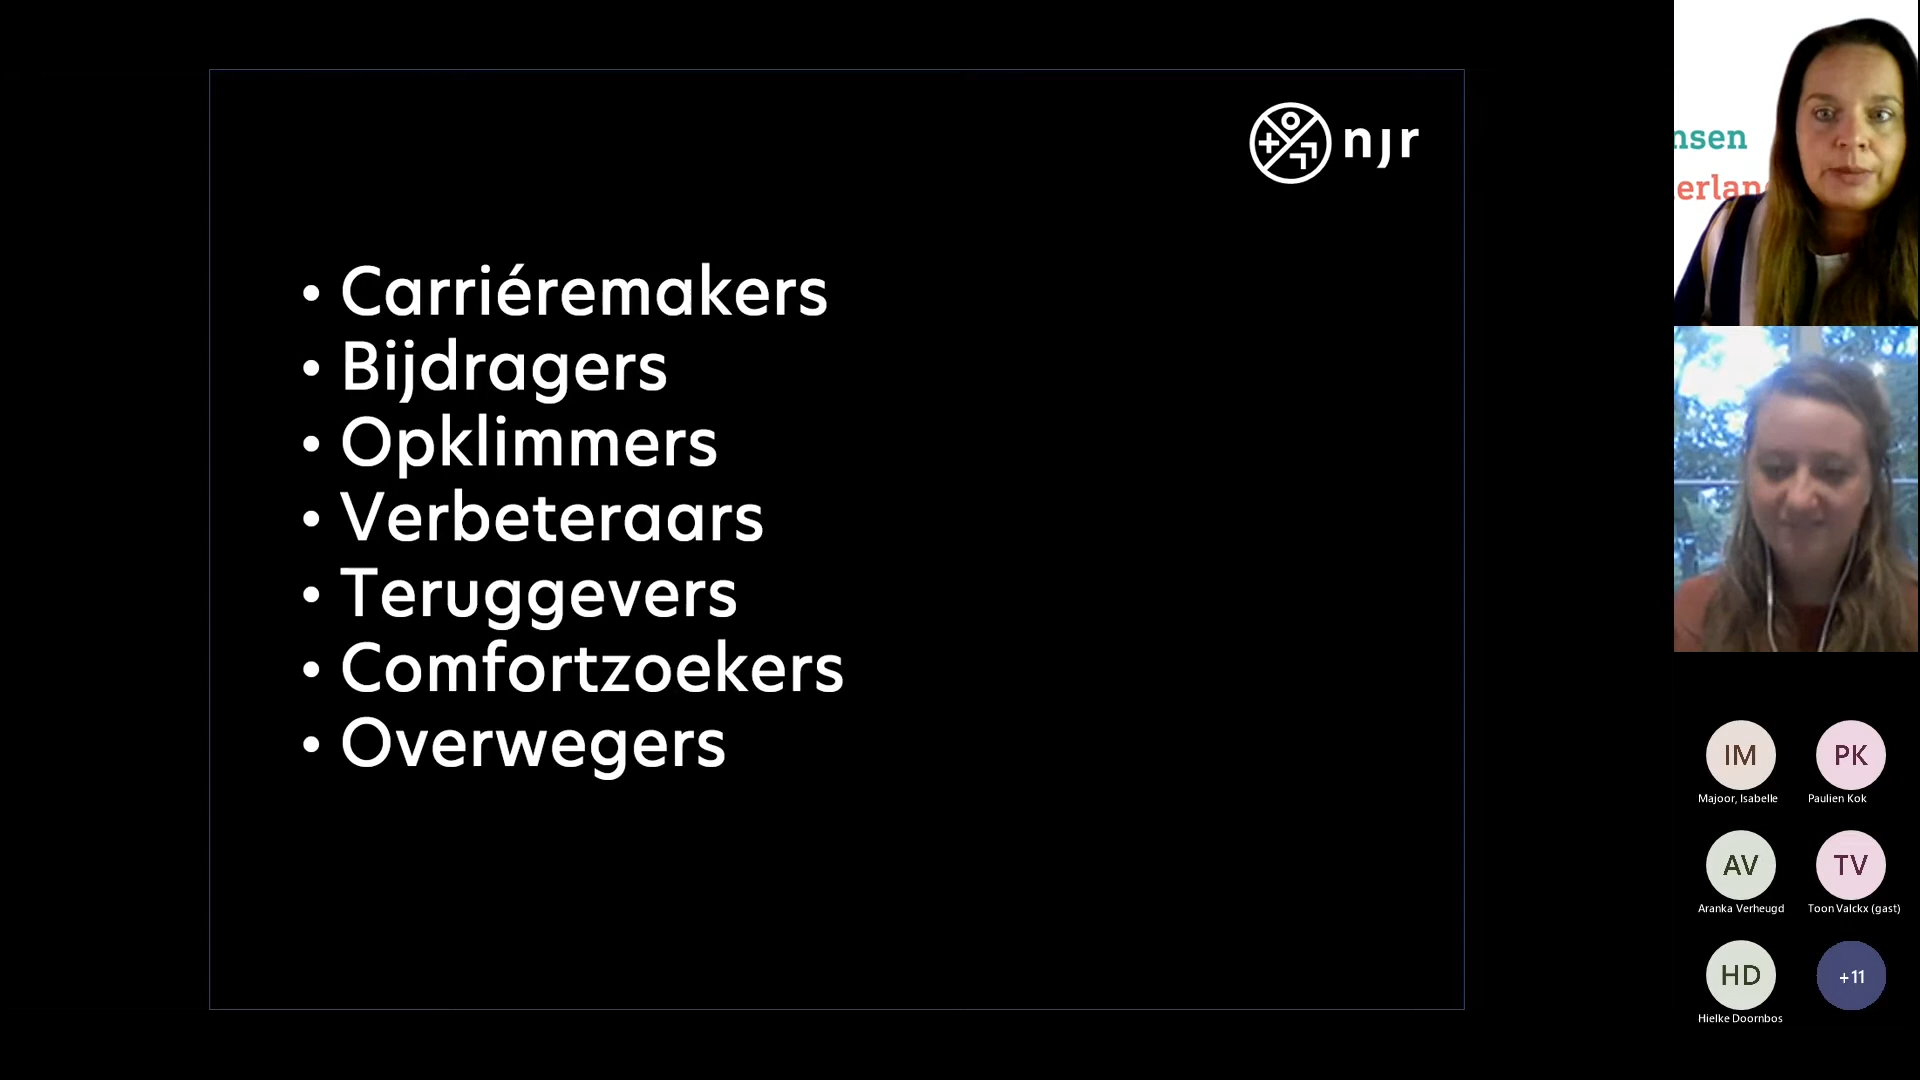 njr
• Carriéremakers
• Bijdragers
• Opklimmers
• Verbeteraars
• Teruggevers
• Comfortzoekers
• Overwegers
nsen
erlan
IM
PK
Majoor, Isabelle
Paulien Kok
AV
TV
Aranka Verheugd
Toon Valckx (gast)
HD
+11
Hielke Doornbos